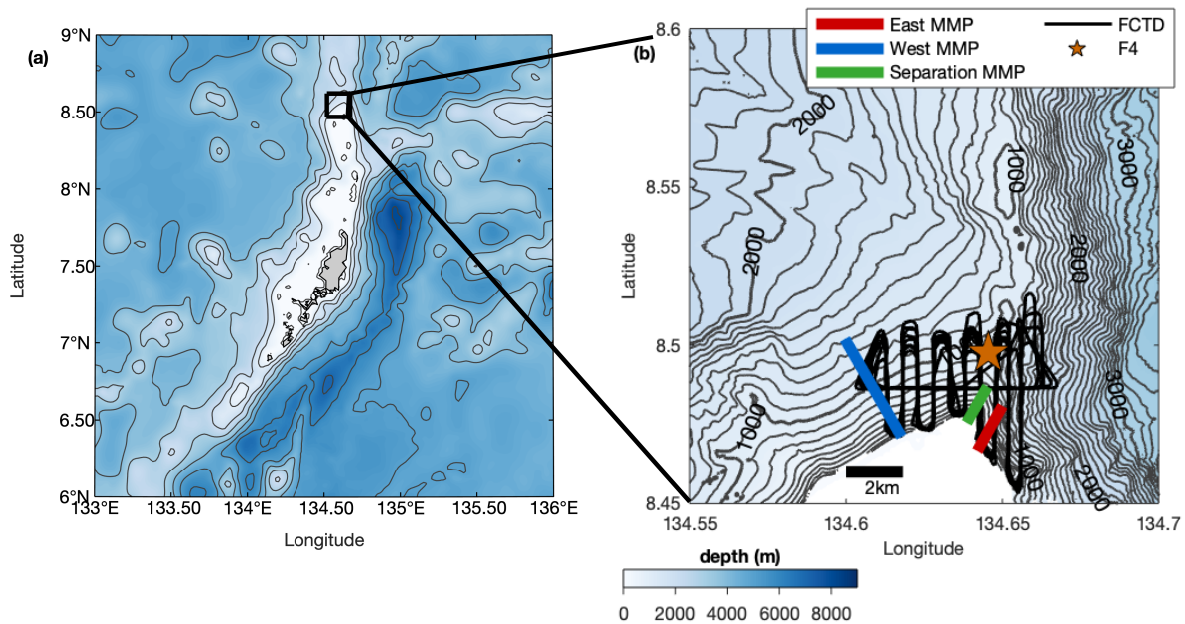 (a)
9°N
8.50
8°N
7.50
7°N
6.50
6°N
133°E
133.50
134°E
134.50
135°E
135.50
136°E
Latitude
Longitude
(b)
East MMP
West MMP
Separation MMP
FCTD
F4
8.6
8.55
8.5
8.45
134.55
134.6
134.65
134.7
Latitude
Longitude
2000
2000
1000
3000
2000
1000
3000
1000
2000
2km
depth (m)
0
2000
4000
6000
8000